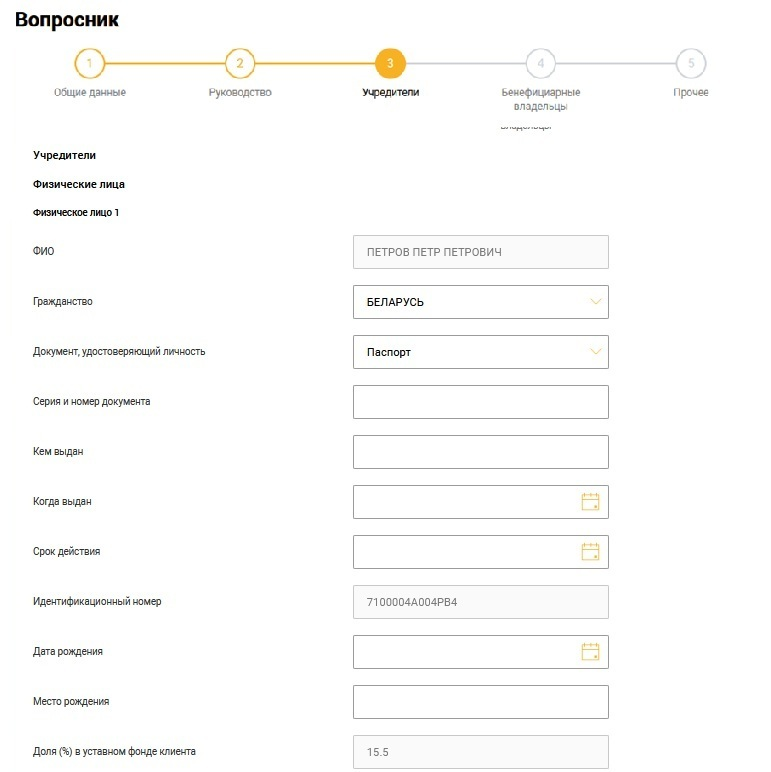 Вопросник
1 2 3 4 5
Общие данные Руководство Учредители Бенефициарные Прочее
владельцы
владельцы
Учредители
Физические лица
Физическое лицо 1
ФИО ПЕТРОВ ПЕТР ПЕТРОВИЧ
Гражданство БЕЛАРУСЬ
Документ, удостоверяющий личность Паспорт
Серия и номер документа
Кем выдан
Когда выдан
Срок действия
Идентификационный номер 7100004A004PB4
Дата рождения
Место рождения
Доля (%) в уставном фонде клиента 15.5